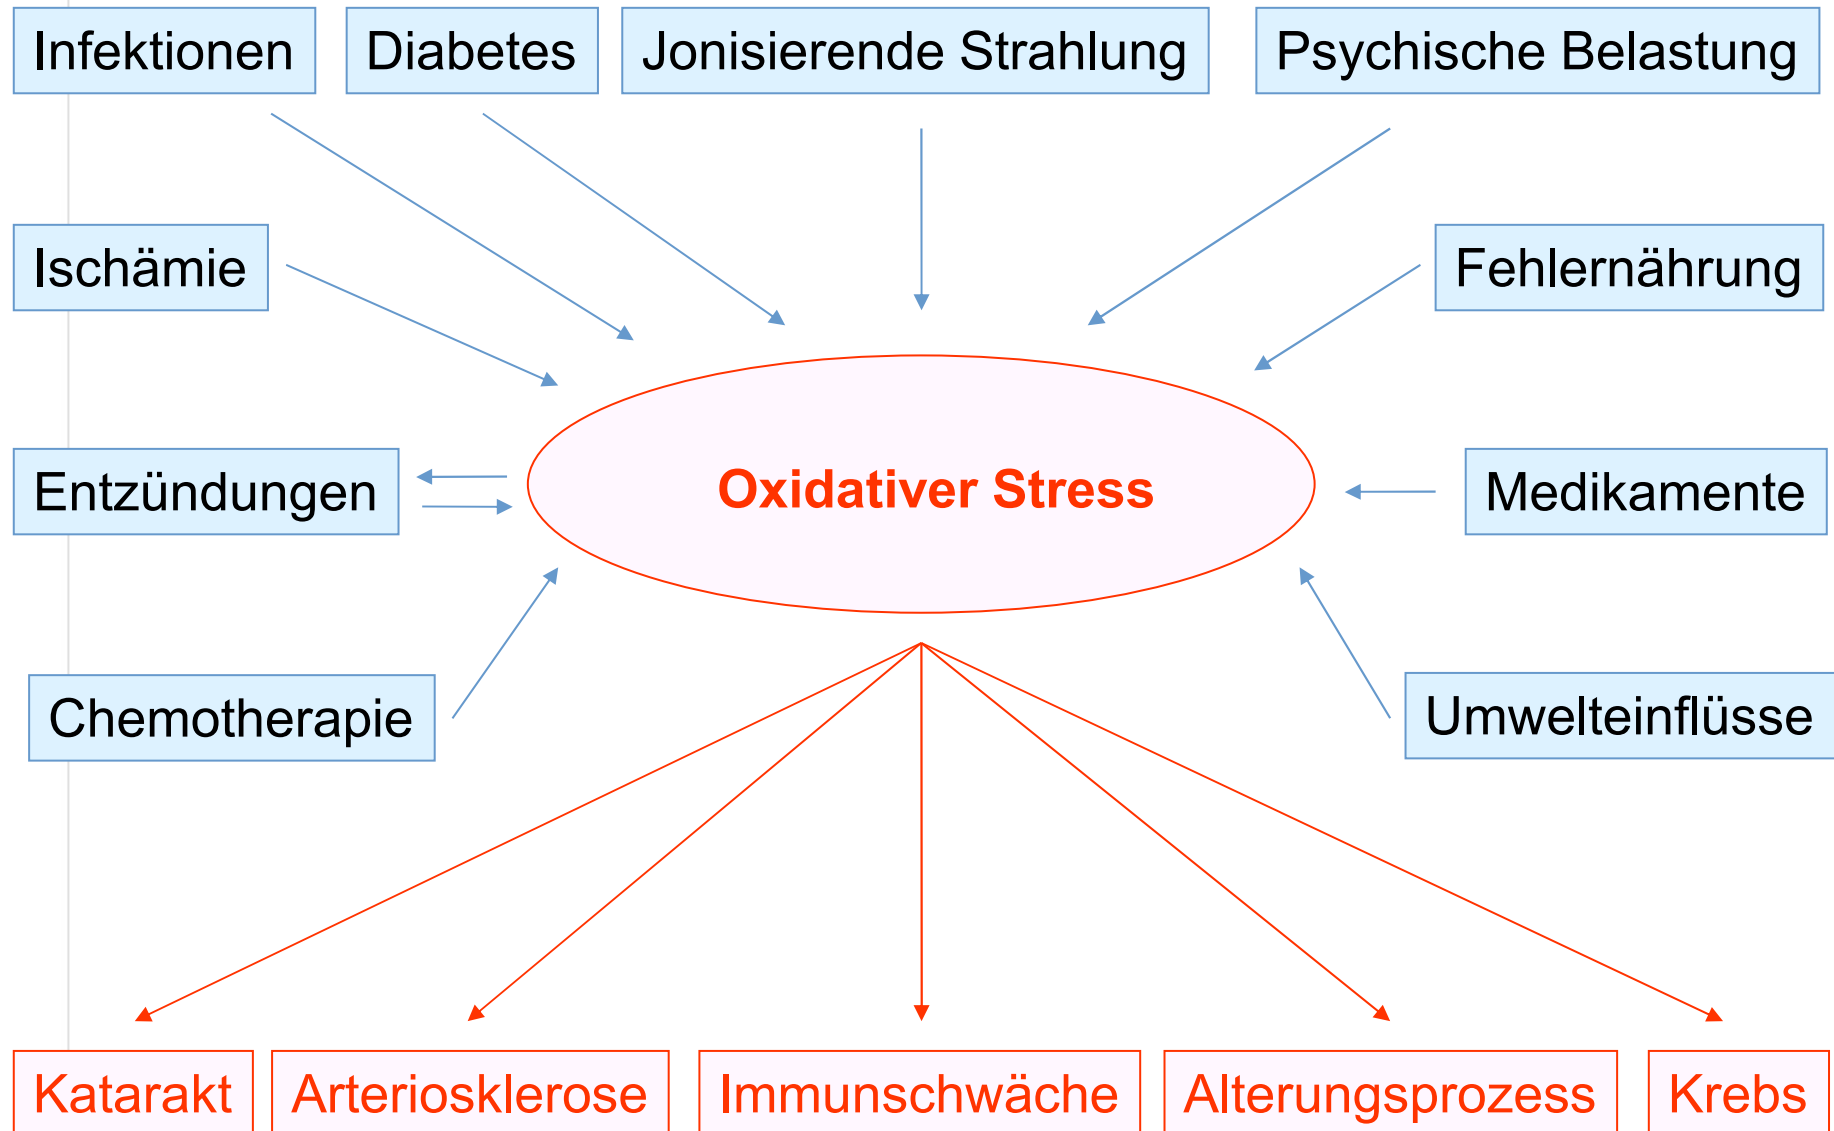 Infektionen
Diabetes
Jonisierende Strahlung
Psychische Belastung
Ischämie
Fehlernährung
Entzündungen
Oxidativer Stress
Medikamente
Chemotherapie
Umwelteinflüsse
Katarakt
Arteriosklerose
Immunschwäche
Alterungsprozess
Krebs